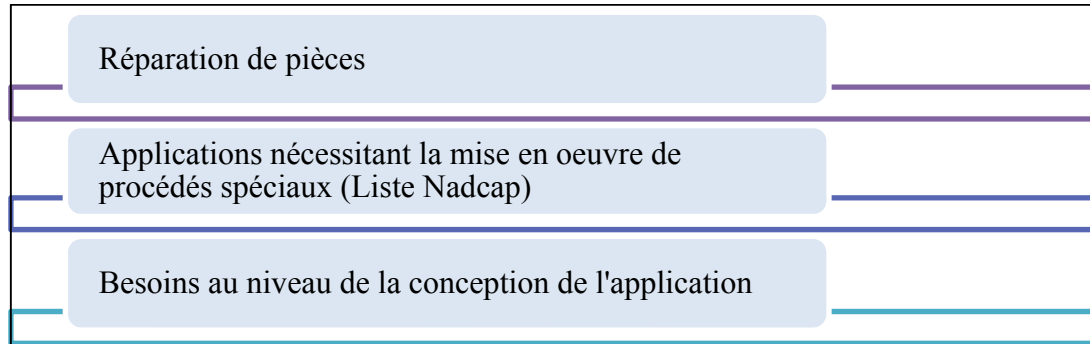 Réparation de pièces
Applications nécessitant la mise en oeuvre de
procédés spéciaux (Liste Nadcap)
Besoins au niveau de la conception de l'application